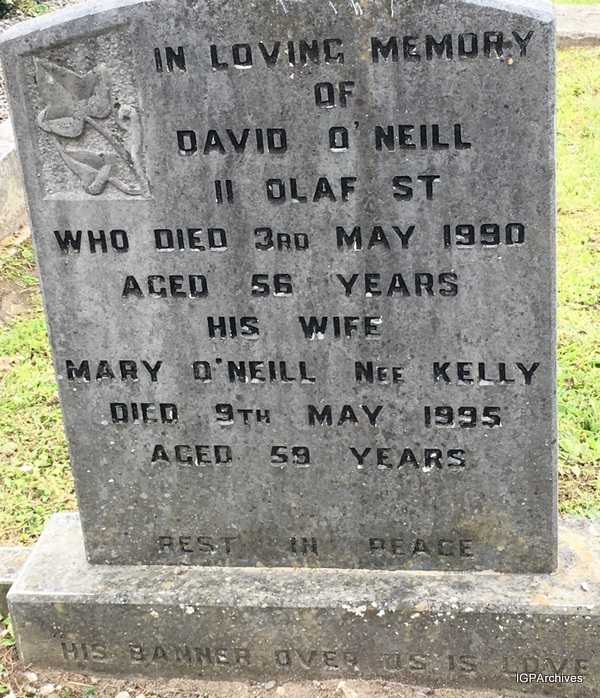 IN LOVING MEMORY
OF
DAVID O'NEILL
11 OLAF ST
WHO DIED 3RD MAY 1990
AGED 56 YEARS
HIS WIFE
MARY O'NEILL NEE KELLY
DIED 9TH MAY 1995
AGED 59 YEARS
REST IN PEACE
HIS BANNER OVER US IS LOVE
IGPArchives